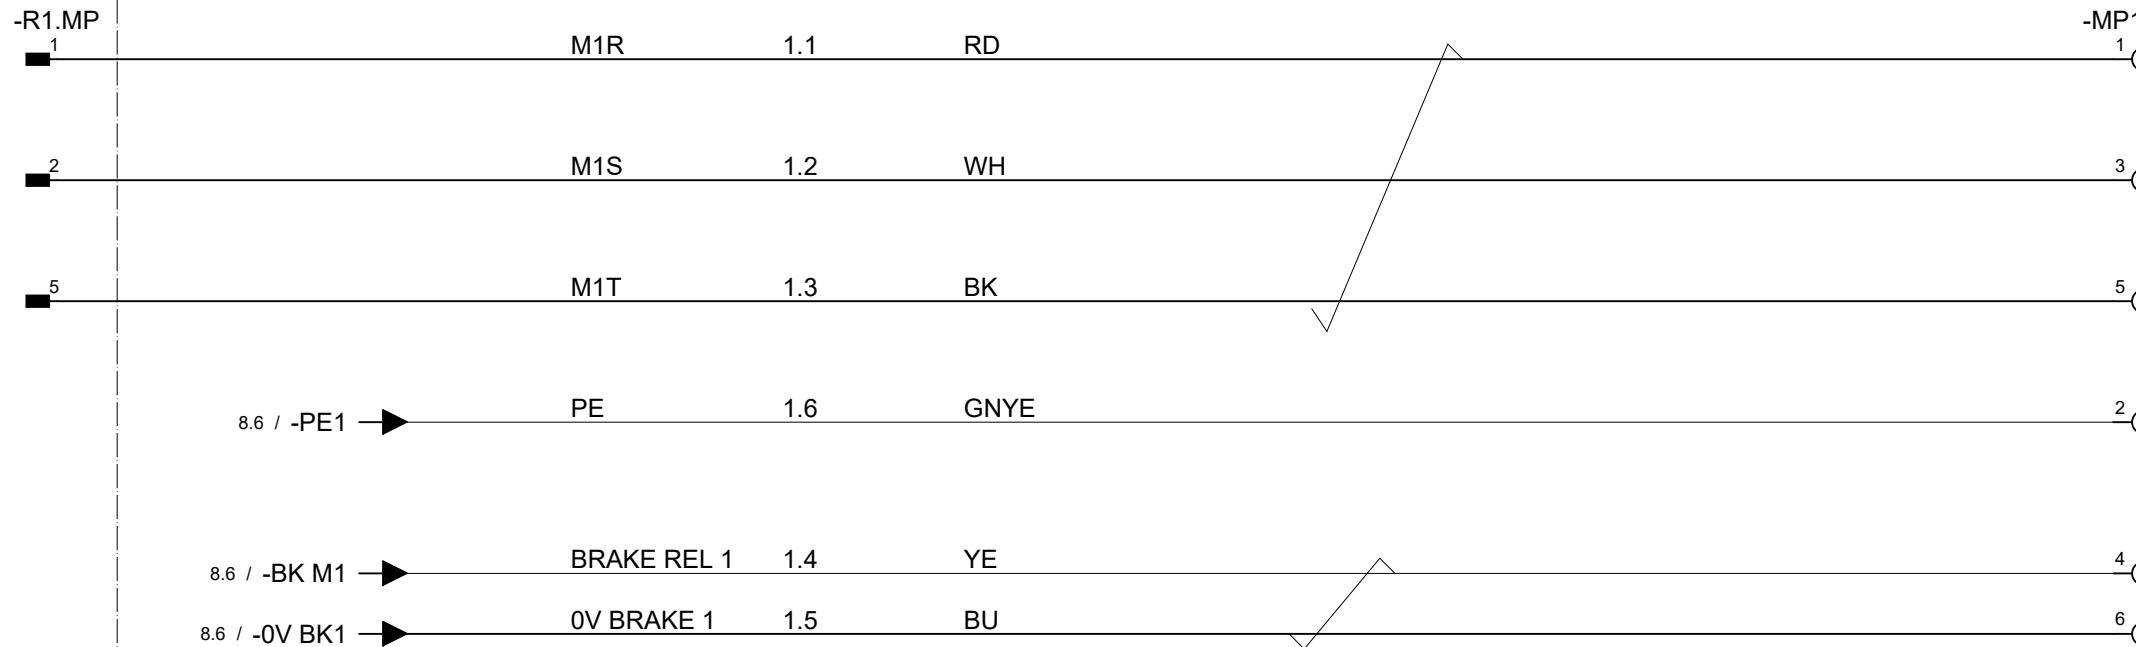 -R1.MP -MP1
1 M1R 1.1 RD 1
2 M1S 1.2 WH 3
5 M1T 1.3 BK 5
8.6 / -PE1 PE 1.6 GNYE 2
8.6 / -BK M1 BRAKE REL 1 1.4 YE 4
8.6 / -0V BK1 0V BRAKE 1 1.5 BU 6